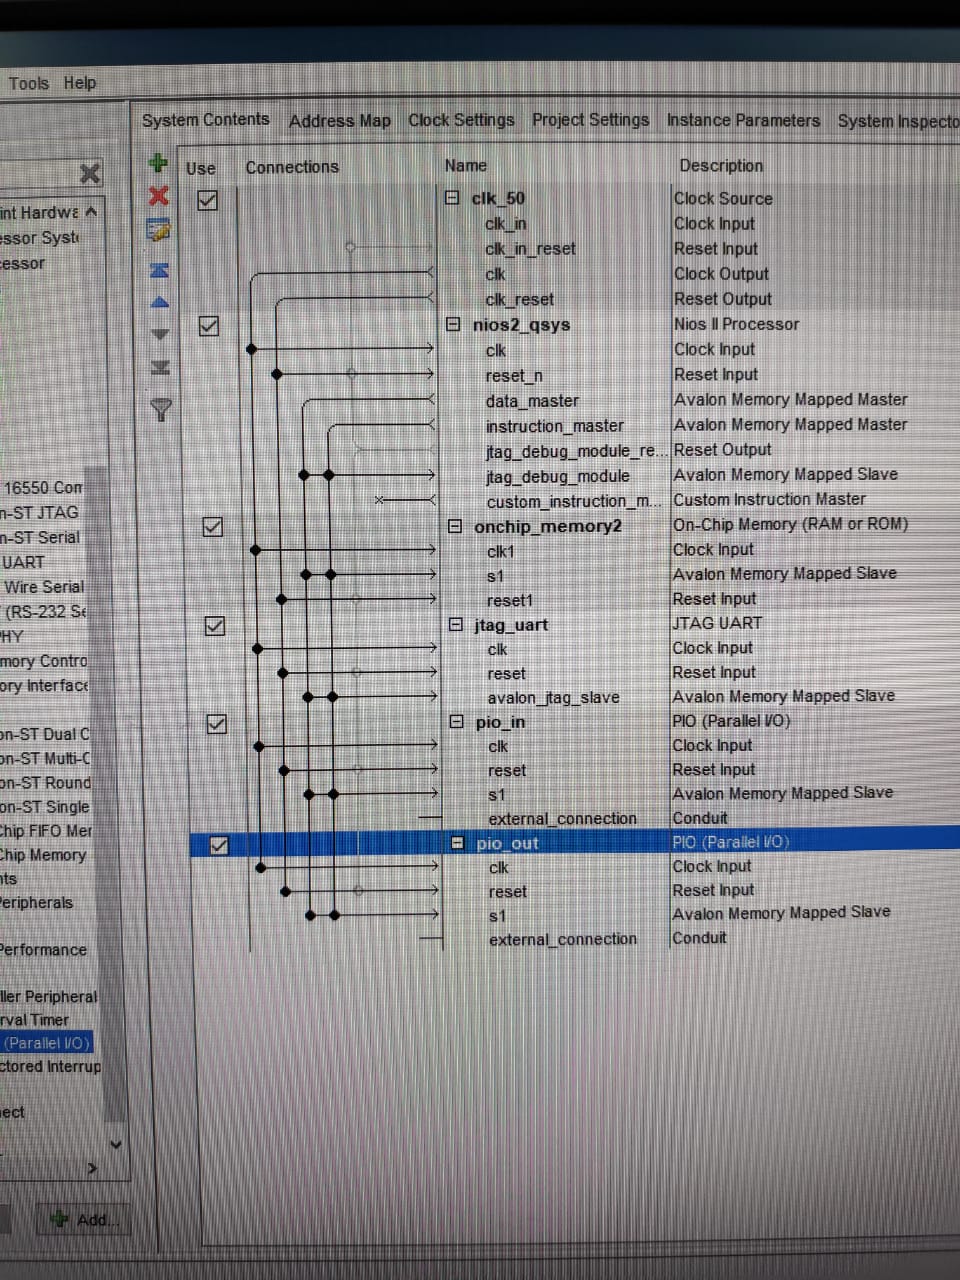 Tools Help
System Contents Address Map Clock Settings Project Settings Instance Parameters System Inspecto
Use Connections Name Description
clk_50 Clock Source
clk_in Clock Input
clk_in_reset Reset Input
clk Clock Output
clk_reset Reset Output
nios2_qsys Nios II Processor
clk Clock Input
reset_n Reset Input
data_master Avalon Memory Mapped Master
instruction_master Avalon Memory Mapped Master
jtag_debug_module_re... Reset Output
jtag_debug_module Avalon Memory Mapped Slave
custom_instruction_m... Custom Instruction Master
onchip_memory2 On-Chip Memory (RAM or ROM)
clk1 Clock Input
s1 Avalon Memory Mapped Slave
reset1 Reset Input
jtag_uart JTAG UART
clk Clock Input
reset Reset Input
avalon_jtag_slave Avalon Memory Mapped Slave
pio_in PIO (Parallel I/O)
clk Clock Input
reset Reset Input
s1 Avalon Memory Mapped Slave
external_connection Conduit
pio_out PIO (Parallel I/O)
clk Clock Input
reset Reset Input
s1 Avalon Memory Mapped Slave
external_connection Conduit
int Hardwa
essor Syst
cessor
16550 Com
n-ST JTAG
n-ST Serial
UART
Wire Serial
(RS-232 Se
PHY
mory Contro
ory Interface
on-ST Dual C
on-ST Multi-C
on-ST Round
on-ST Single
Chip FIFO Mer
Chip Memory
nts
Peripherals
Performance
ller Peripheral
rval Timer
(Parallel I/O)
ctored Interrup
nect
Add...